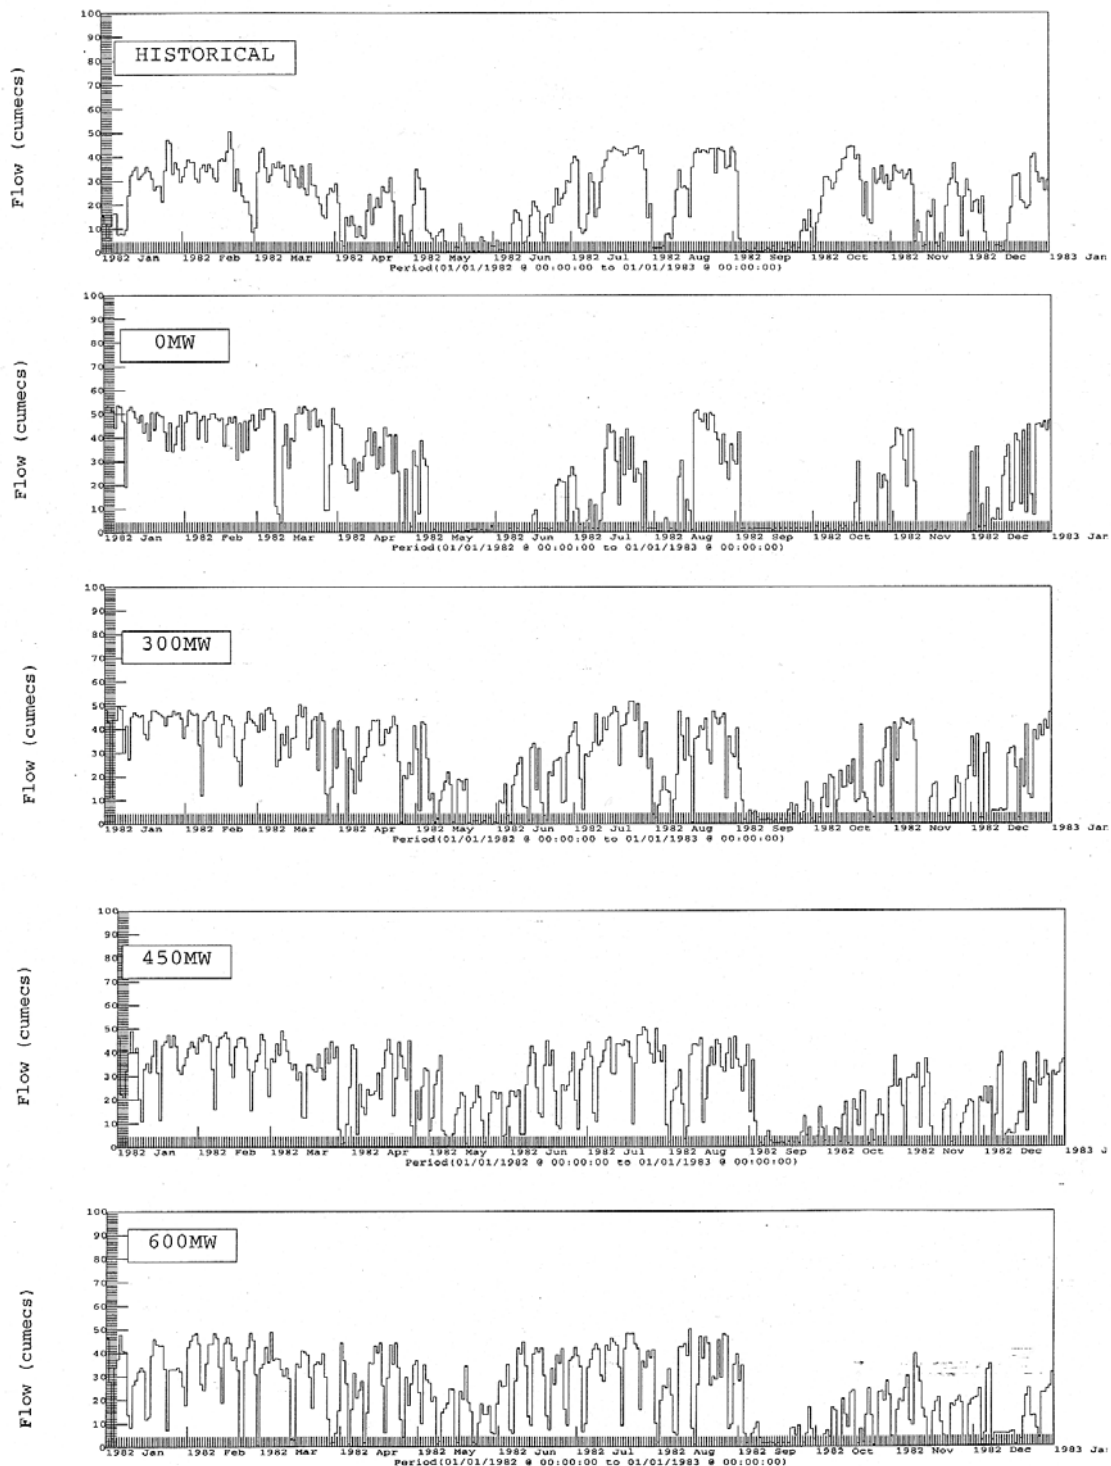 100
90
HISTORICAL
80
70
60
50
40
30
20
10
0
Flow (cumecs)
1982 Jan 1982 Feb 1982 Mar 1982 Apr 1982 May 1982 Jun 1982 Jul 1982 Aug 1982 Sep 1982 Oct 1982 Nov 1982 Dec 1983 Jan
Period(01/01/1982 @ 00:00:00 to 01/01/1983 @ 00:00:00)
100
90
0MW
80
70
60
50
40
30
20
10
0
Flow (cumecs)
1982 Jan 1982 Feb 1982 Mar 1982 Apr 1982 May 1982 Jun 1982 Jul 1982 Aug 1982 Sep 1982 Oct 1982 Nov 1982 Dec 1983 Jan
Period(01/01/1982 @ 00:00:00 to 01/01/1983 @ 00:00:00)
100
90
80
300MW
70
60
50
40
30
20
10
0
Flow (cumecs)
1982 Jan 1982 Feb 1982 Mar 1982 Apr 1982 May 1982 Jun 1982 Jul 1982 Aug 1982 Sep 1982 Oct 1982 Nov 1982 Dec 1983 Jan
Period(01/01/1982 @ 00:00:00 to 01/01/1983 @ 00:00:00)
100
90
450MW
80
70
60
50
40
30
20
10
0
Flow (cumecs)
1982 Jan 1982 Feb 1982 Mar 1982 Apr 1982 May 1982 Jun 1982 Jul 1982 Aug 1982 Sep 1982 Oct 1982 Nov 1982 Dec 1983 J
Period(01/01/1982 @ 00:00:00 to 01/01/1983 @ 00:00:00)
100
90
600MW
80
70
60
50
40
30
20
10
0
Flow (cumecs)
1982 Jan 1982 Feb 1982 Mar 1982 Apr 1982 May 1982 Jun 1982 Jul 1982 Aug 1982 Sep 1982 Oct 1982 Nov 1982 Dec 1983 Jan
Period(01/01/1982 @ 00:00:00 to 01/01/1983 @ 00:00:00)